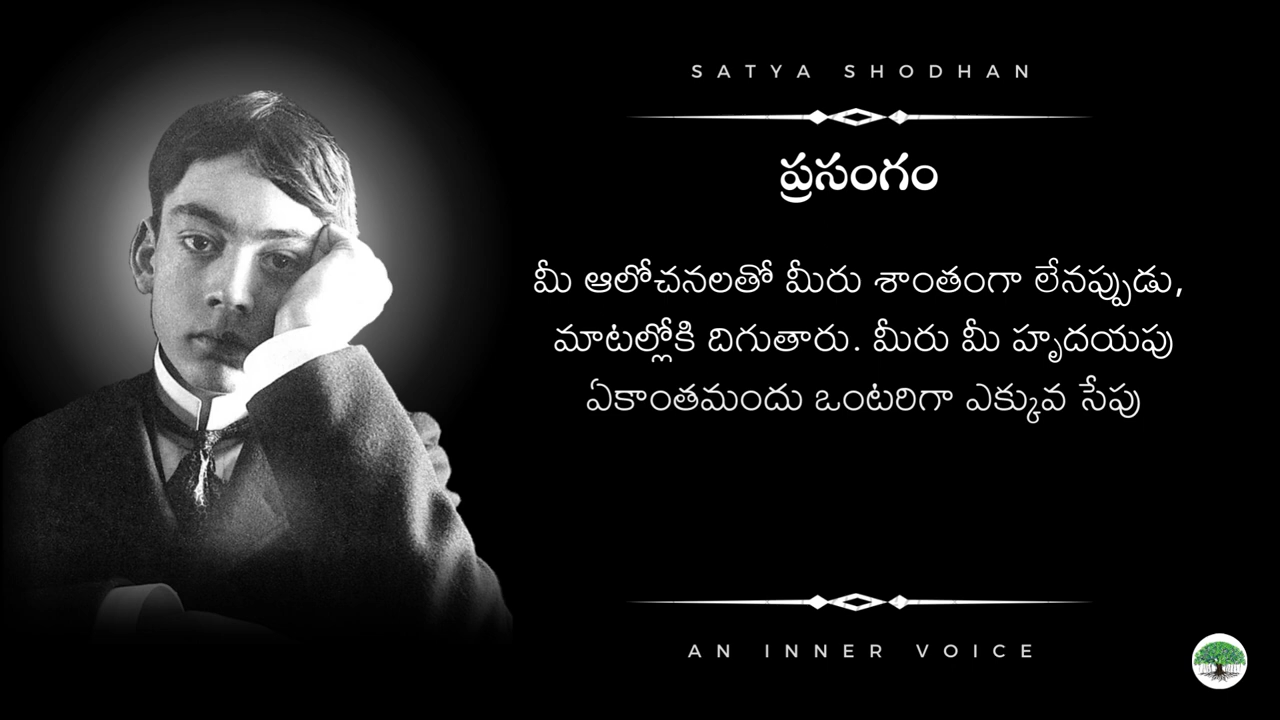 SATYA SHODHAN
ప్రసంగం
మీ ఆలోచనలతో మీరు శాంతంగా లేనప్పుడు,
మాటల్లోకి దిగుతారు. మీరు మీ హృదయపు
ఏకాంతమందు ఒంటరిగా ఎక్కువ సేపు
AN INNER VOICE